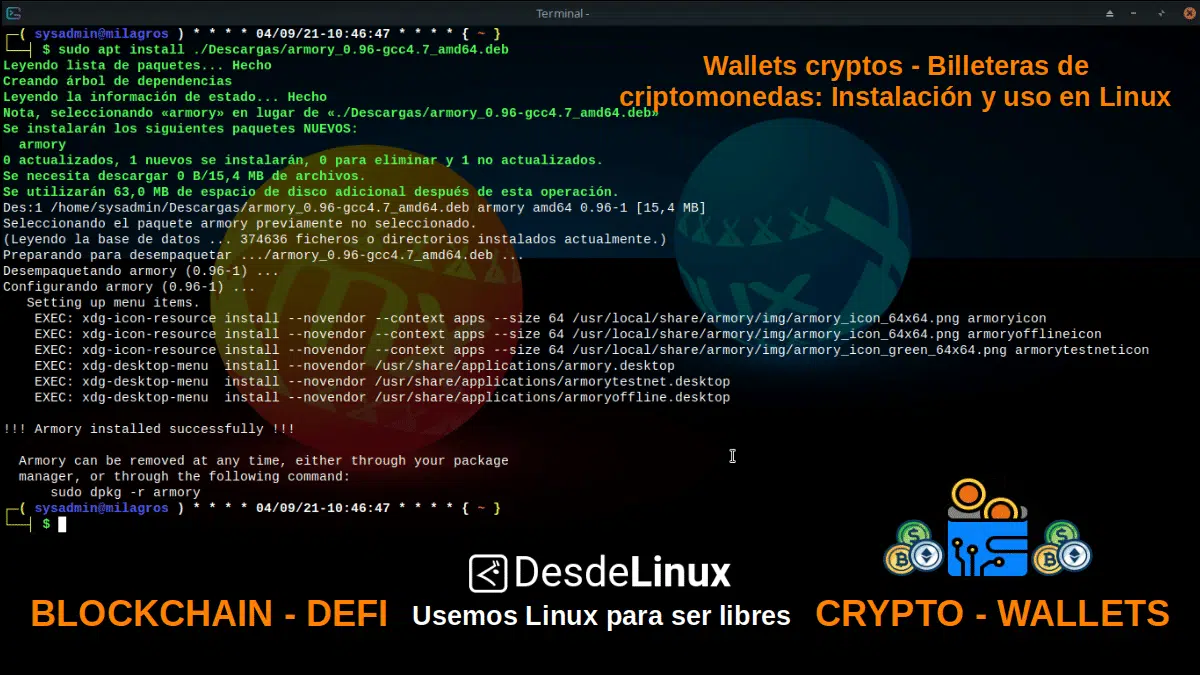 Terminal -
┌─( sysadmin@milagros ) * * * * 04/09/21-10:46:47 * * * * { ~ }
└──┤ $ sudo apt install ./Descargas/armory_0.96-gcc4.7_amd64.deb
Leyendo lista de paquetes... Hecho
Creando árbol de dependencias
Leyendo la información de estado... Hecho
Nota, seleccionando «armory» en lugar de «./Descargas/armory_0.96-gcc4.7_amd64.deb»
Se instalarán los siguientes paquetes NUEVOS:
armory
0 actualizados, 1 nuevos se instalarán, 0 para eliminar y 1 no actualizados.
Se necesita descargar 0 B/15,4 MB de archivos.
Se utilizarán 63,0 MB de espacio de disco adicional después de esta operación.
Des:1 /home/sysadmin/Descargas/armory_0.96-gcc4.7_amd64.deb armory amd64 0.96-1 [15,4 MB]
Seleccionando el paquete armory previamente no seleccionado.
(Leyendo la base de datos ... 374636 ficheros o directorios instalados actualmente.)
Preparando para desempaquetar .../armory_0.96-gcc4.7_amd64.deb ...
Desempaquetando armory (0.96-1) ...
Configurando armory (0.96-1) ...
Setting up menu items.
EXEC: xdg-icon-resource install --novendor --context apps --size 64 /usr/local/share/armory/img/armory_icon_64x64.png armoryicon
EXEC: xdg-icon-resource install --novendor --context apps --size 64 /usr/local/share/armory/img/armory_icon_64x64.png armoryofflineicon
EXEC: xdg-icon-resource install --novendor --context apps --size 64 /usr/local/share/armory/img/armory_icon_green_64x64.png armorytestneticon
EXEC: xdg-desktop-menu  install --novendor /usr/share/applications/armory.desktop
EXEC: xdg-desktop-menu  install --novendor /usr/share/applications/armorytestnet.desktop
EXEC: xdg-desktop-menu  install --novendor /usr/share/applications/armoryoffline.desktop
!!! Armory installed successfully !!!
Armory can be removed at any time, either through your package
manager, or through the following command:
sudo dpkg -r armory
┌─( sysadmin@milagros ) * * * * 04/09/21-10:46:47 * * * * { ~ }
└──┤ $
Wallets cryptos - Billeteras de
criptomonedas: Instalación y uso en Linux
DesdeLinux
Usemos Linux para ser libres
BLOCKCHAIN - DEFI
CRYPTO - WALLETS